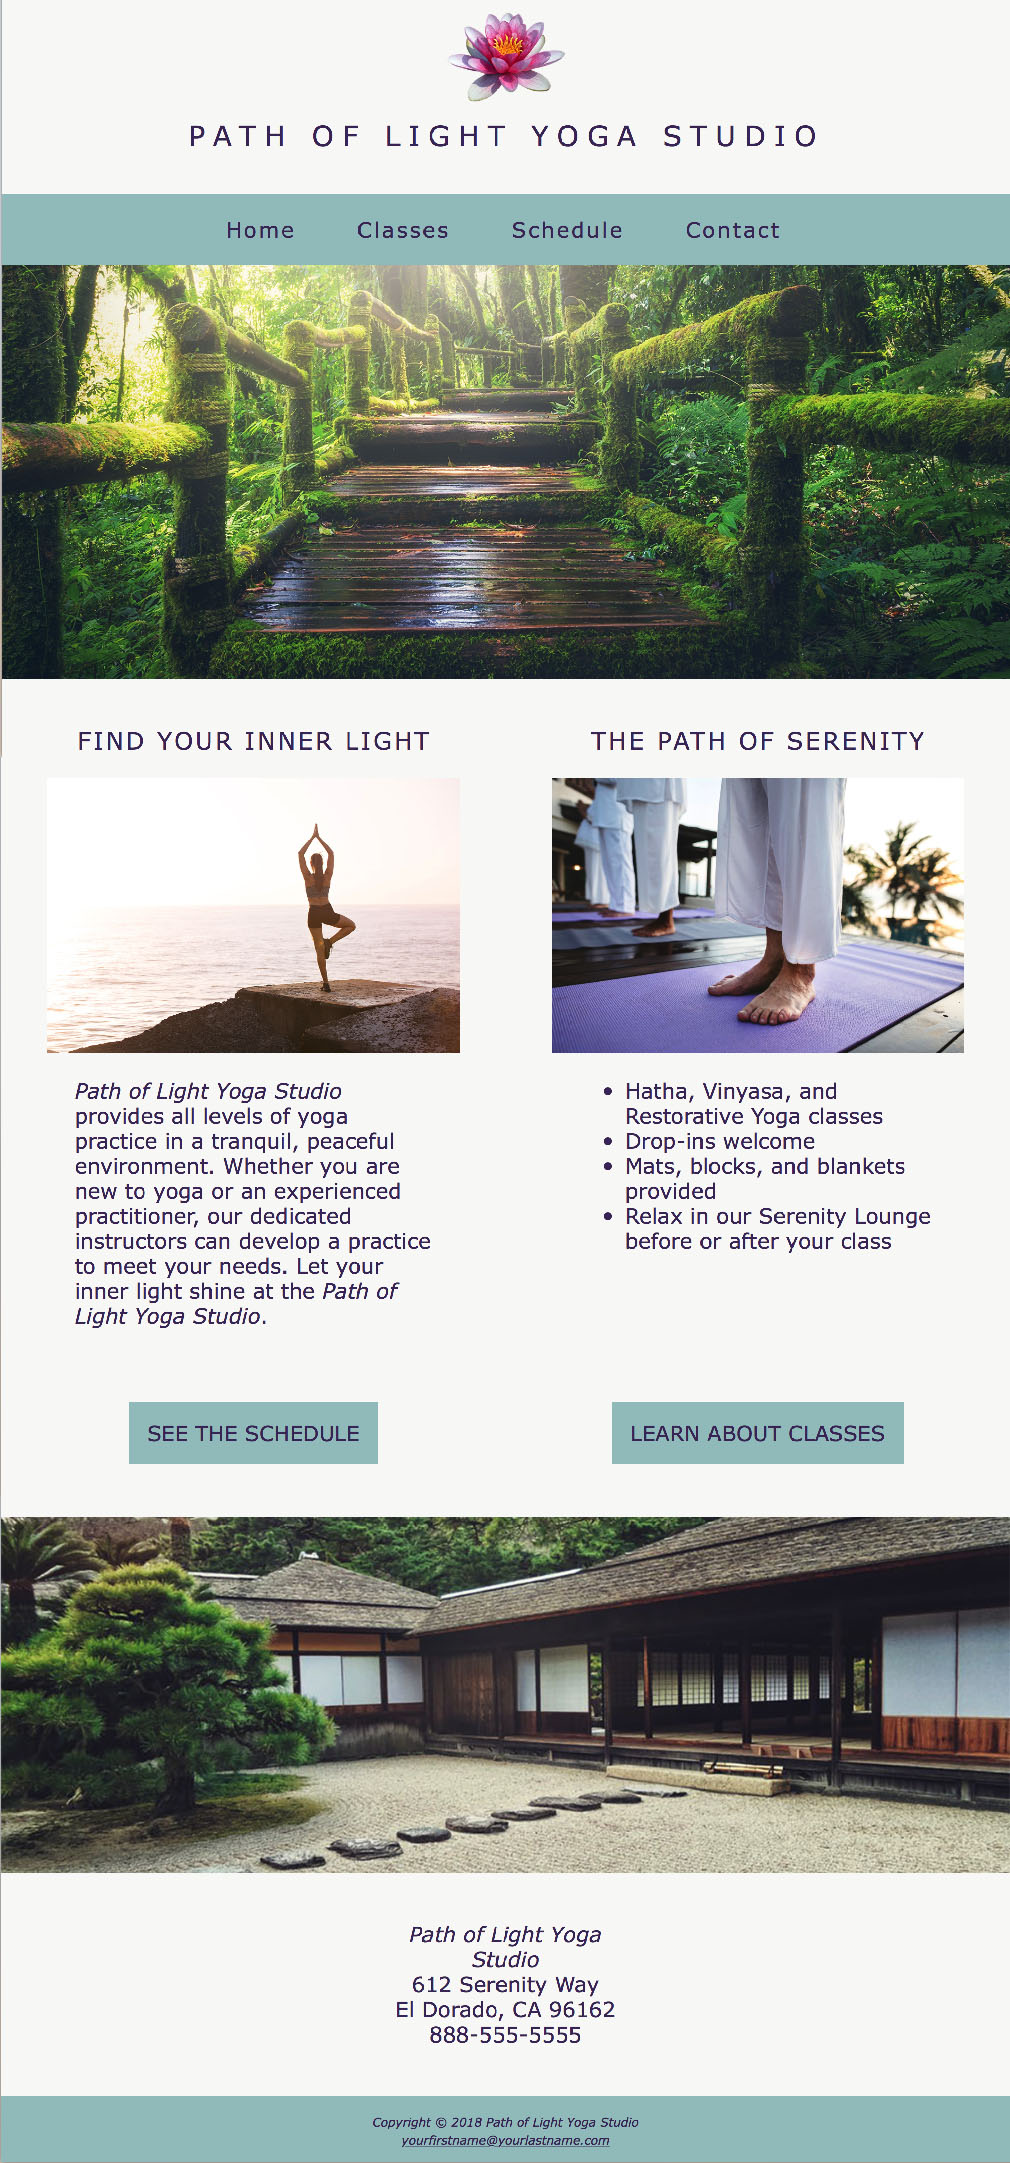 PATH OF LIGHT YOGA STUDIO
Home Classes Schedule Contact
FIND YOUR INNER LIGHT
Path of Light Yoga Studio
provides all levels of yoga
practice in a tranquil, peaceful
environment. Whether you are
new to yoga or an experienced
practitioner, our dedicated
instructors can develop a practice
to meet your needs. Let your
inner light shine at the Path of
Light Yoga Studio.
SEE THE SCHEDULE
THE PATH OF SERENITY
• Hatha, Vinyasa, and
Restorative Yoga classes
• Drop-ins welcome
• Mats, blocks, and blankets
provided
• Relax in our Serenity Lounge
before or after your class
LEARN ABOUT CLASSES
Path of Light Yoga
Studio
612 Serenity Way
El Dorado, CA 96162
888-555-5555
Copyright © 2018 Path of Light Yoga Studio
yourfirstname@yourlastname.com